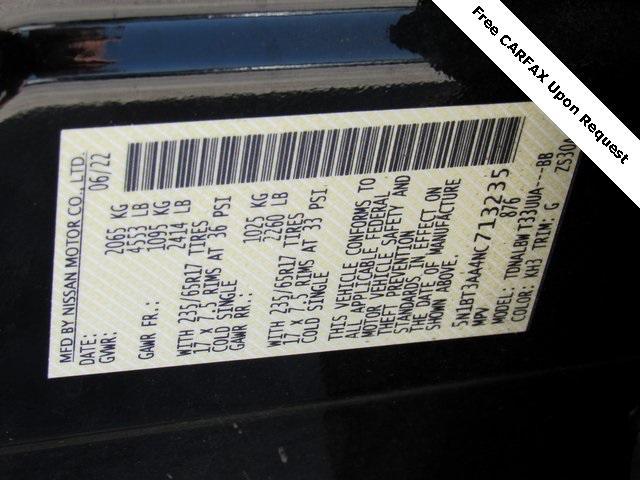 Free CARFAX Upon Request
MFD BY NISSAN MOTOR CO., LTD.
DATE: 06/22
GVWR: 2065 KG
4553 LB
GAWR FR.: 1095 KG
2414 LB
WITH 235/65R17 TIRES
17 X 7.5 RIMS AT 36 PSI
COLD SINGLE
GAWR RR.: 1025 KG
2260 LB
WITH 235/65R17 TIRES
17 X 7.5 RIMS AT 33 PSI.
COLD SINGLE
THIS VEHICLE CONFORMS TO
ALL APPLICABLE FEDERAL
MOTOR VEHICLE SAFETY AND
THEFT PREVENTION
STANDARDS IN EFFECT ON
THE DATE OF MANUFACTURE
SHOWN ABOVE.
5N1BT3AA4NC713235
MPV 876
MODEL: TDNALBW T33UUA---BB
COLOR: KH3 TRIM: G